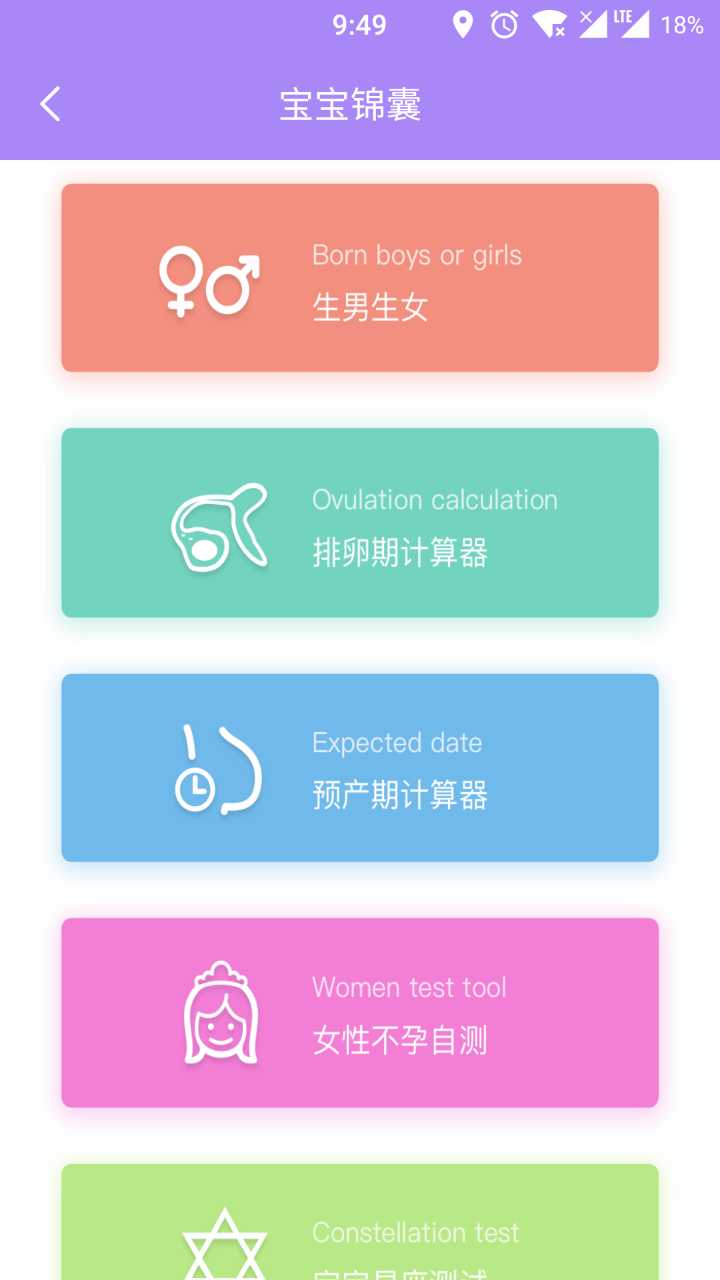 9:49
LTE
18%
宝宝锦囊
Born boys or girls
生男生女
Ovulation calculation
排卵期计算器
Expected date
预产期计算器
Women test tool
女性不孕自测
Constellation test